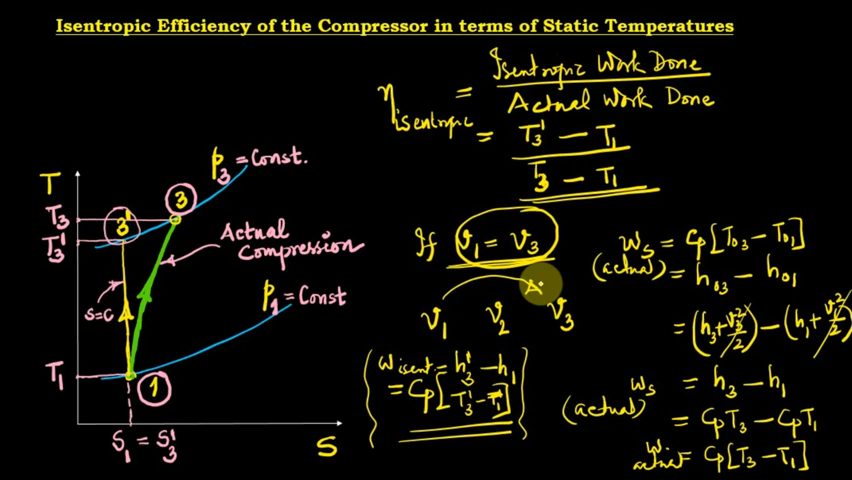 Isentropic Efficiency of the Compressor in terms of Static Temperatures
η isentropic = Isentropic Work Done / Actual Work Done
= T3' − T1 / T3 − T1
P3 = Const.
T
3
3'
T3
T3'
Actual Compression
P1 = Const
S=C
T1
1
S1 = S3'
S
If V1 = V3
V1 V2 V3
Wisent. = h3' − h1
= Cp[T3' − T1]
Ws = Cp[T03 − T01]
(actual) = h03 − h01
= (h3 + V3²/2) − (h1 + V1²/2)
Ws (actual) = h3 − h1
= CpT3 − CpT1
Wactual = Cp[T3 − T1]